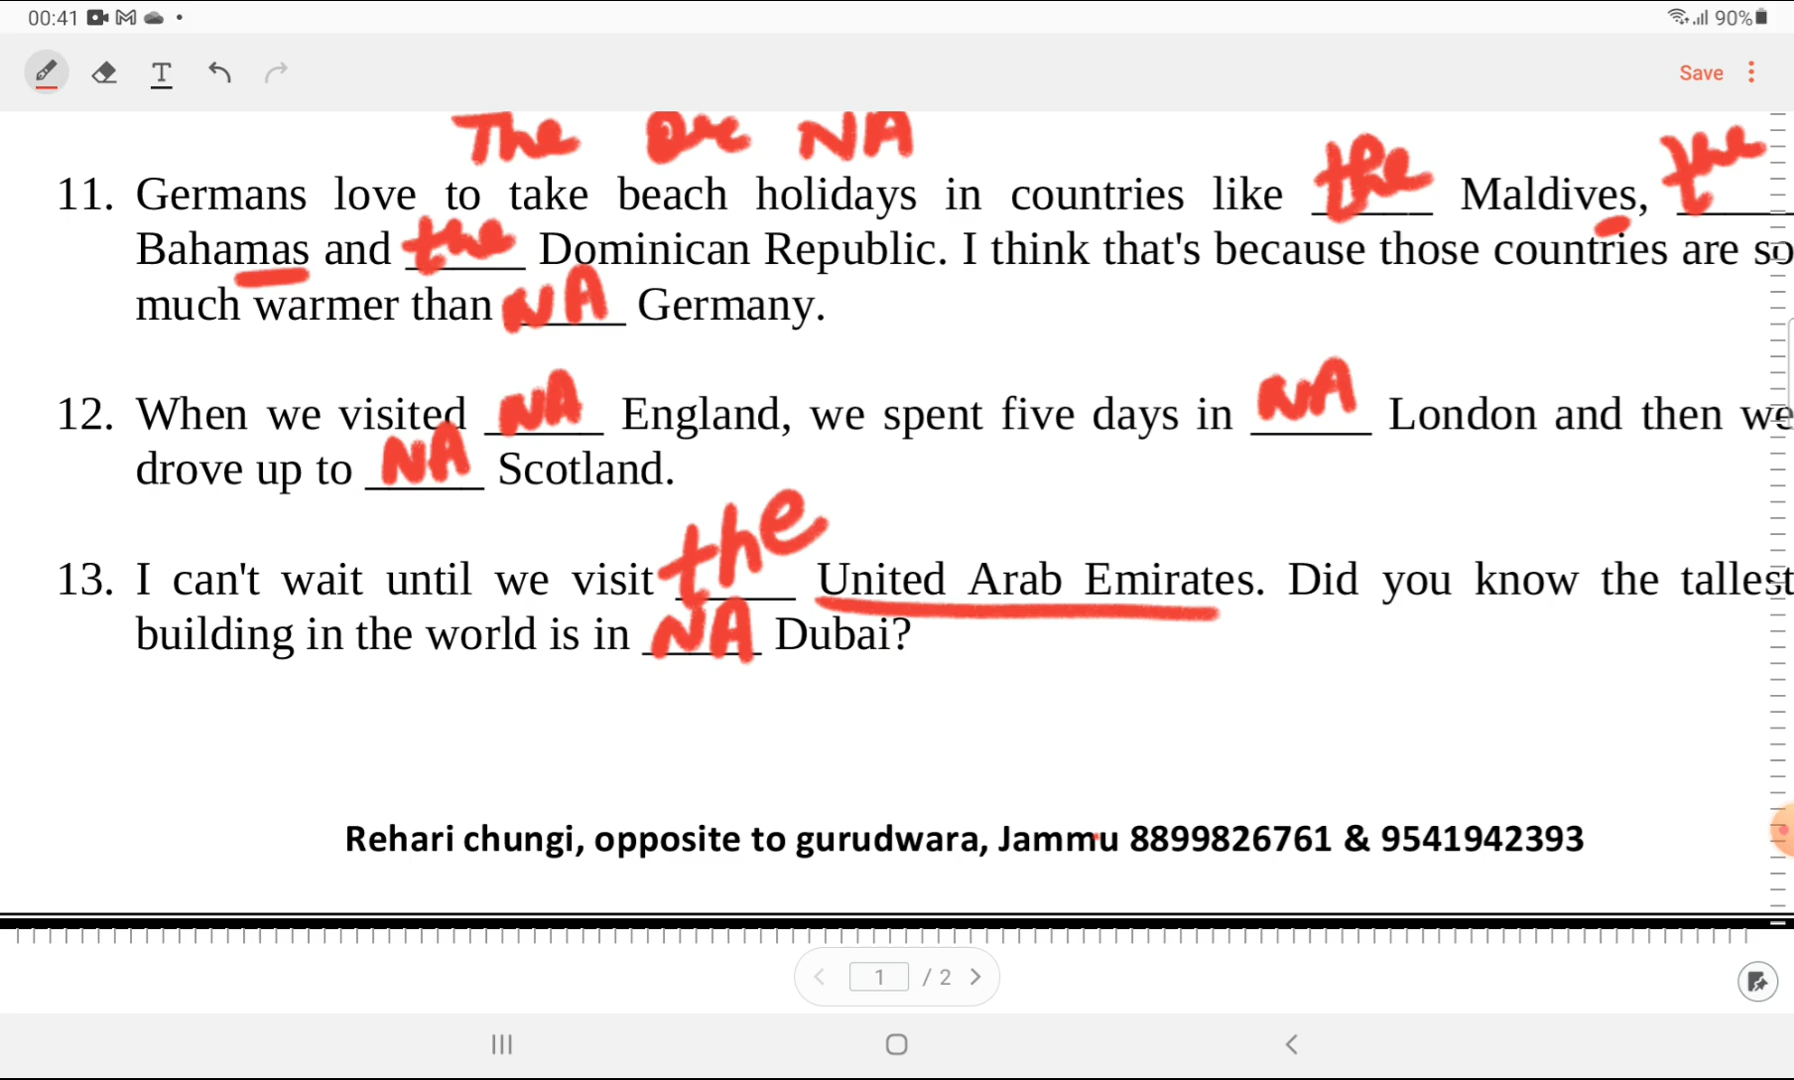 00:41
90%
Save
The Or NA
11. Germans love to take beach holidays in countries like the Maldives, the
Bahamas and the Dominican Republic. I think that's because those countries are so
much warmer than NA Germany.
12. When we visited NA England, we spent five days in NA London and then we
drove up to NA Scotland.
13. I can't wait until we visit the United Arab Emirates. Did you know the tallest
building in the world is in NA Dubai?
Rehari chungi, opposite to gurudwara, Jammu 8899826761 & 9541942393
1 / 2